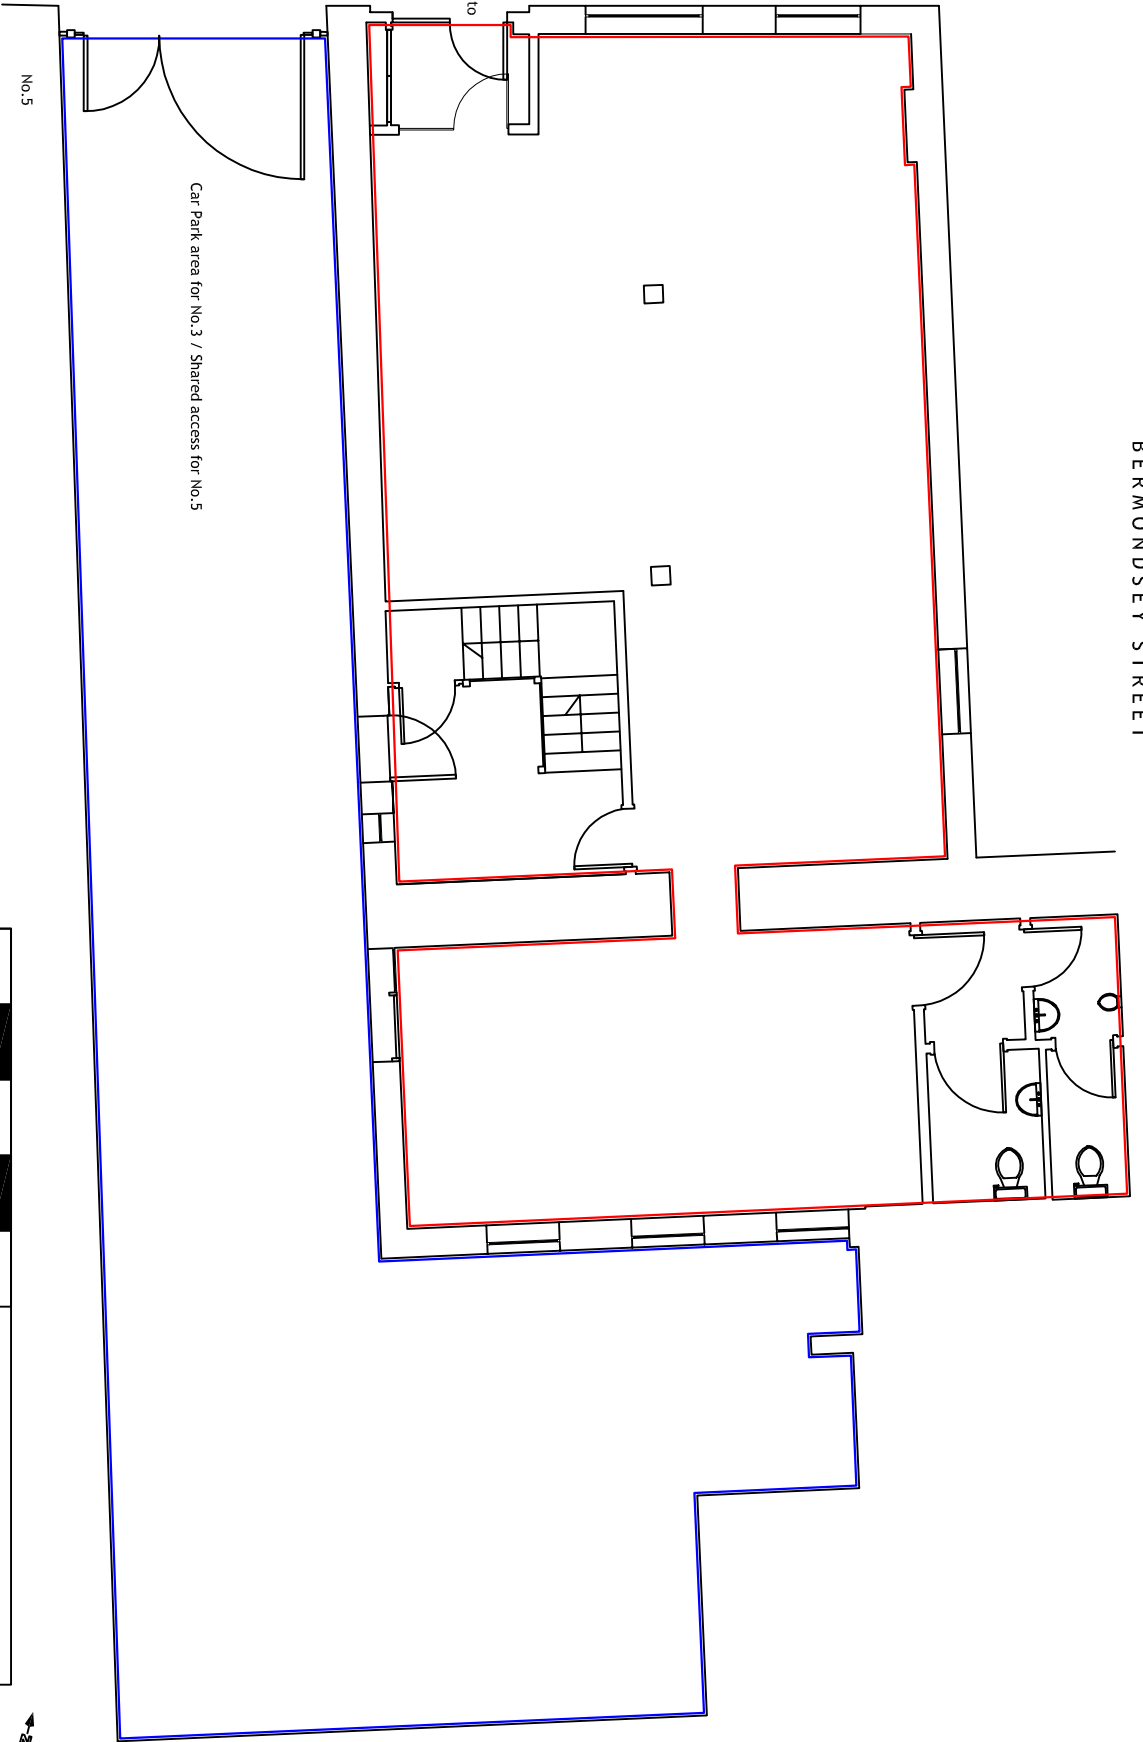 to
No.5
Car Park area for No.3 / Shared access for No.5
BERMONDSEY STREET
N